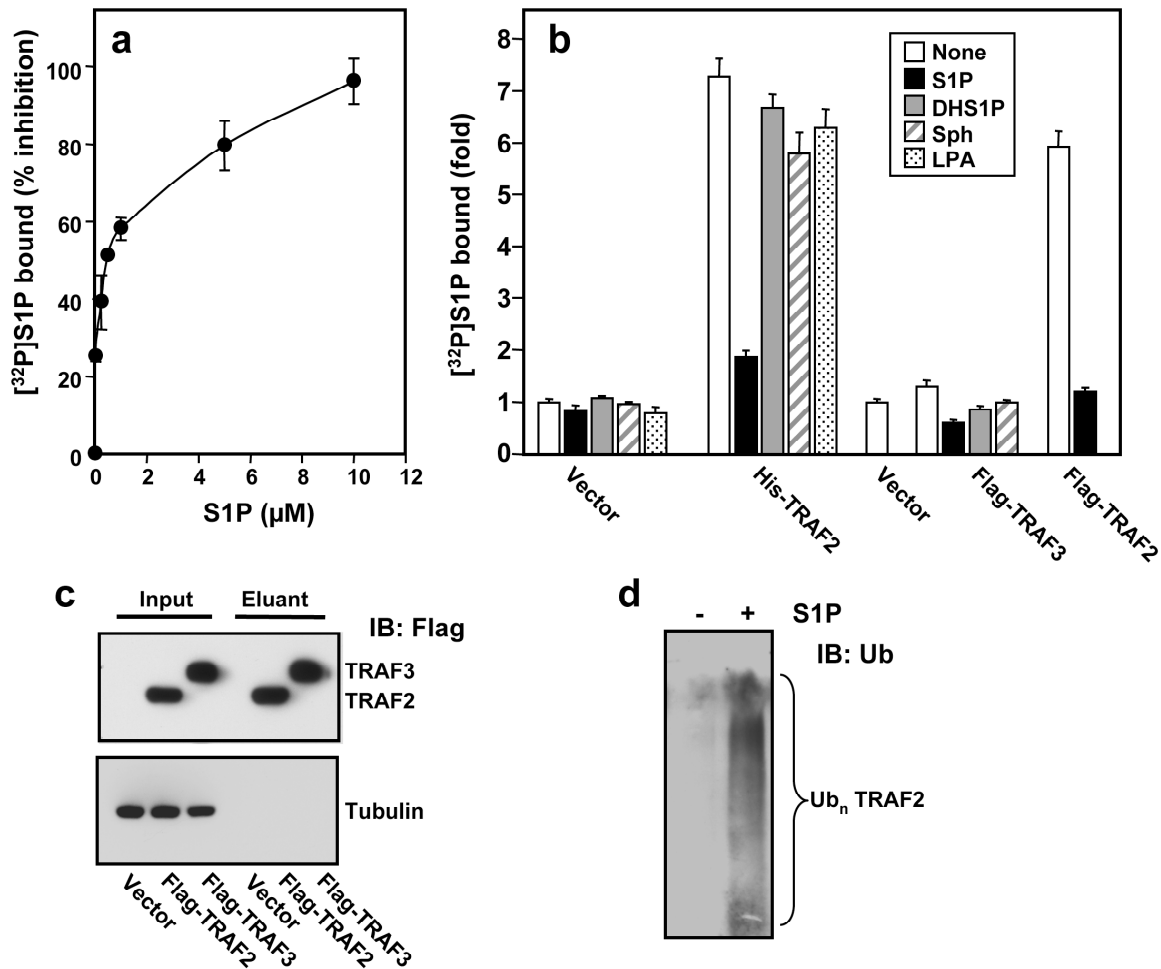 a
[³²P]S1P bound (% inhibition)
100
80
60
40
20
0
0 2 4 6 8 10 12
S1P (µM)
b
[³²P]S1P bound (fold)
8
7
6
5
4
3
2
1
0
None
S1P
DHS1P
Sph
LPA
Vector
His-TRAF2
Vector
Flag-TRAF3
Flag-TRAF2
c
Input Eluant
IB: Flag
TRAF3
TRAF2
Tubulin
Vector
Flag-TRAF2
Flag-TRAF3
Vector
Flag-TRAF2
Flag-TRAF3
d
- + S1P
IB: Ub
Ubn TRAF2